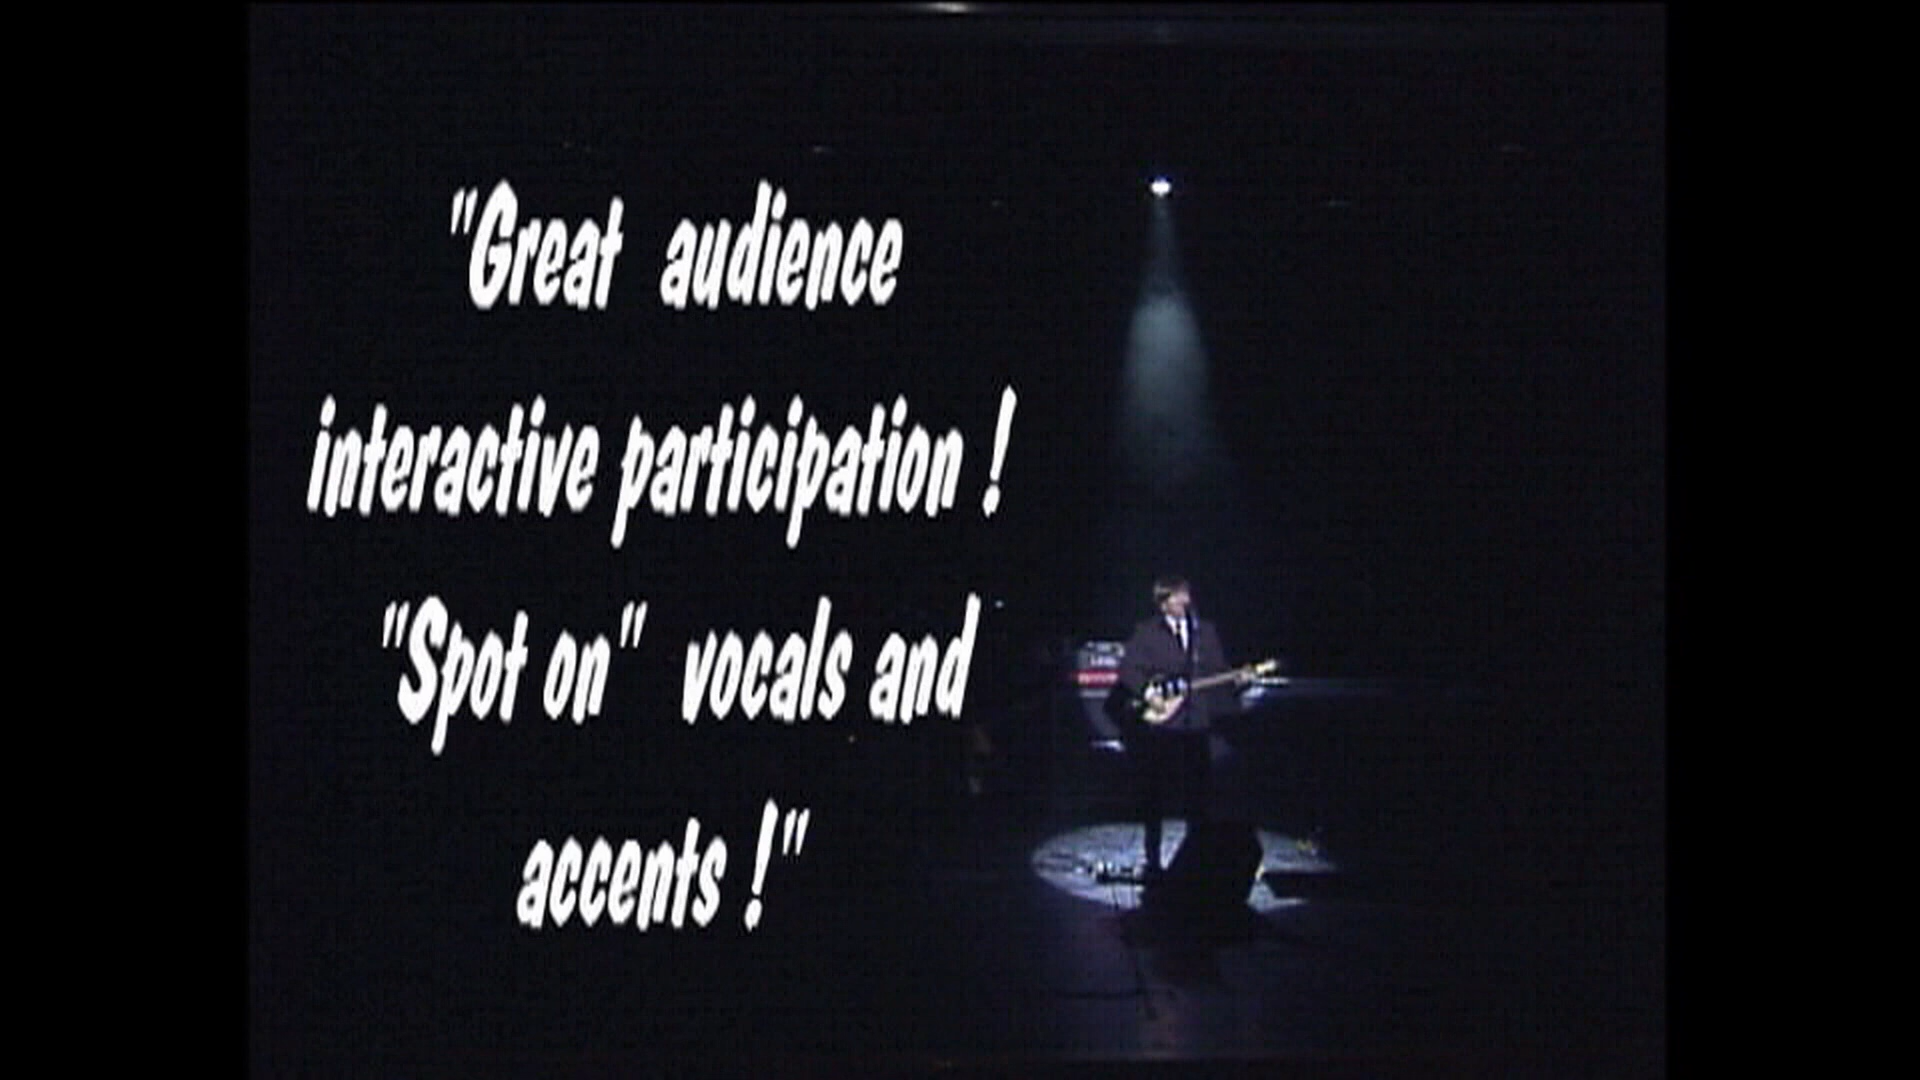 "Great audience
interactive participation !
"Spot on" vocals and
accents !"